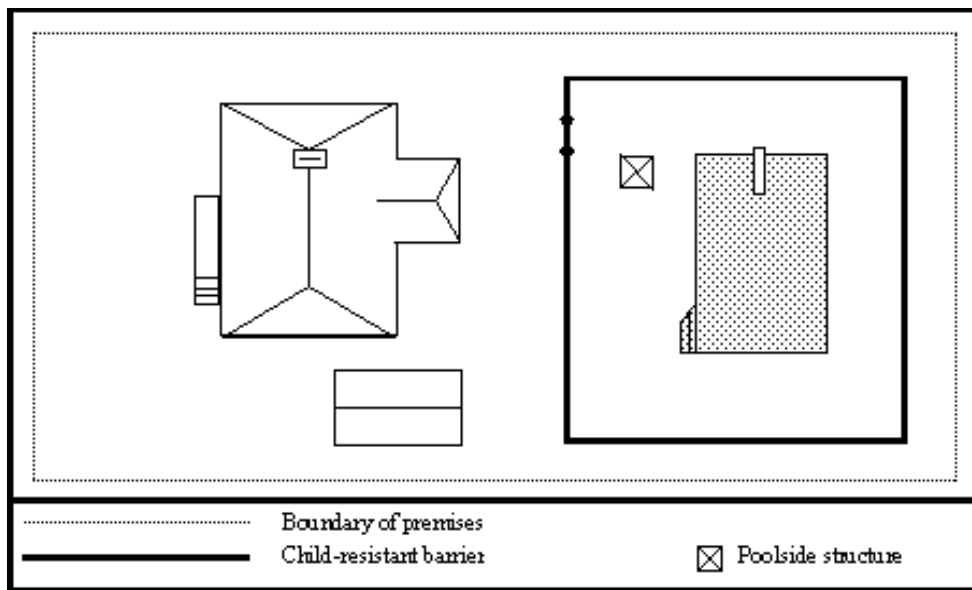 Boundary of premises
Child-resistant barrier
Poolside structure